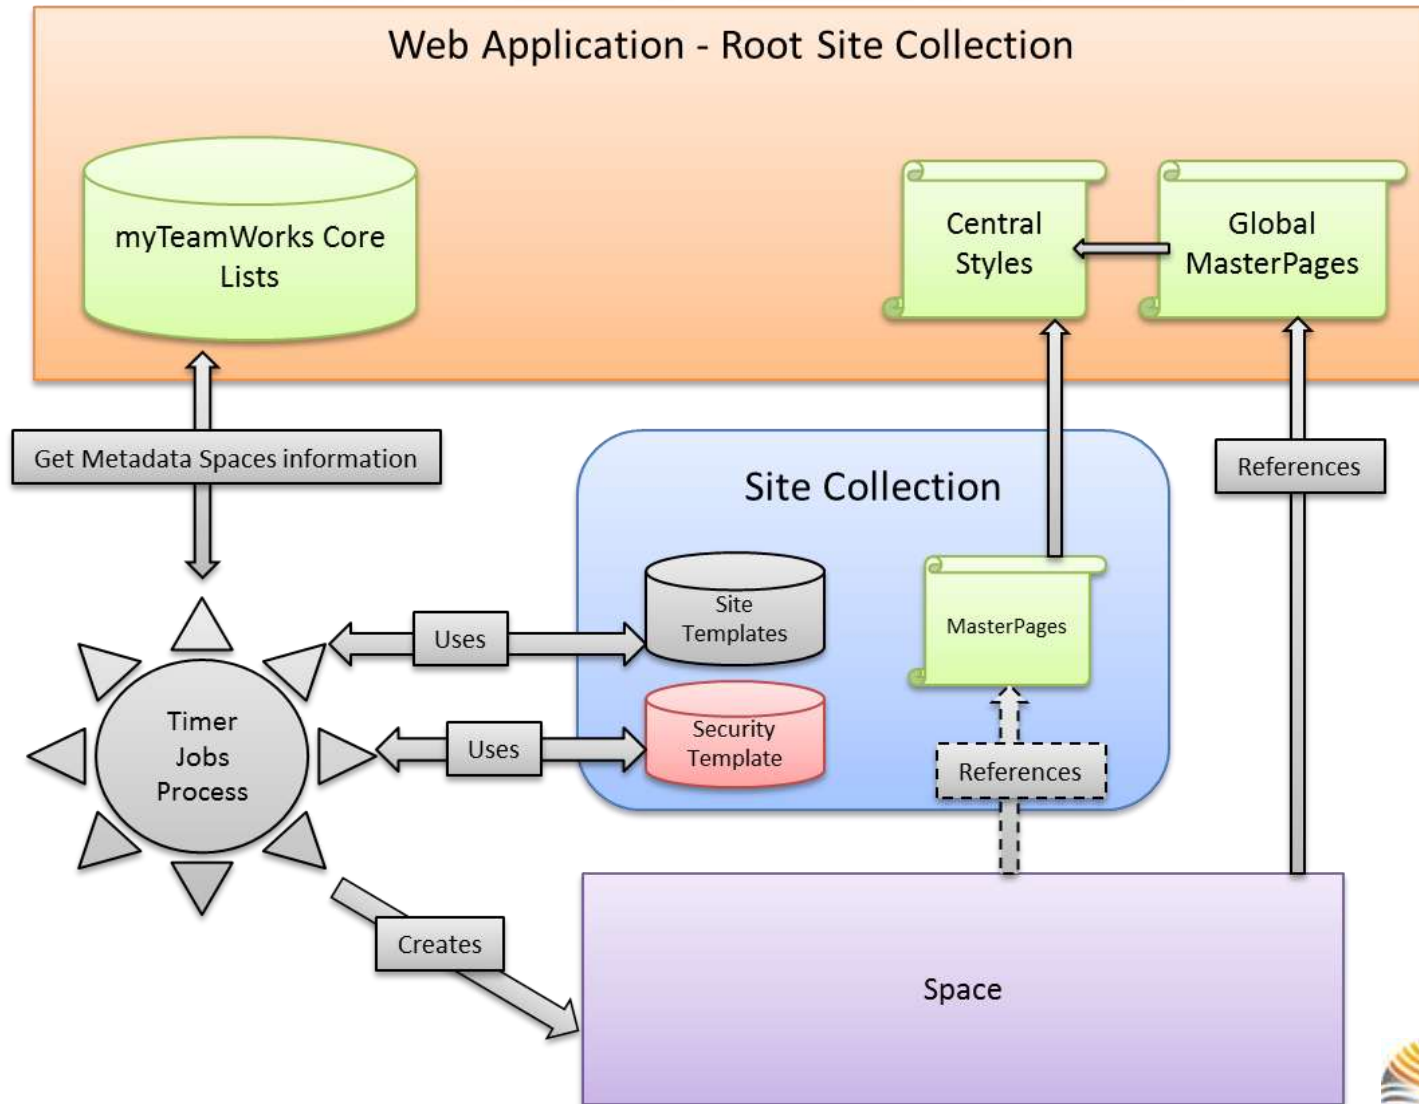 Web Application - Root Site Collection
myTeamWorks Core
Lists
Central
Styles
Global
MasterPages
Get Metadata Spaces information
References
Site Collection
Site
Templates
Uses
MasterPages
Timer
Jobs
Process
Uses
Security
Template
References
Creates
Space